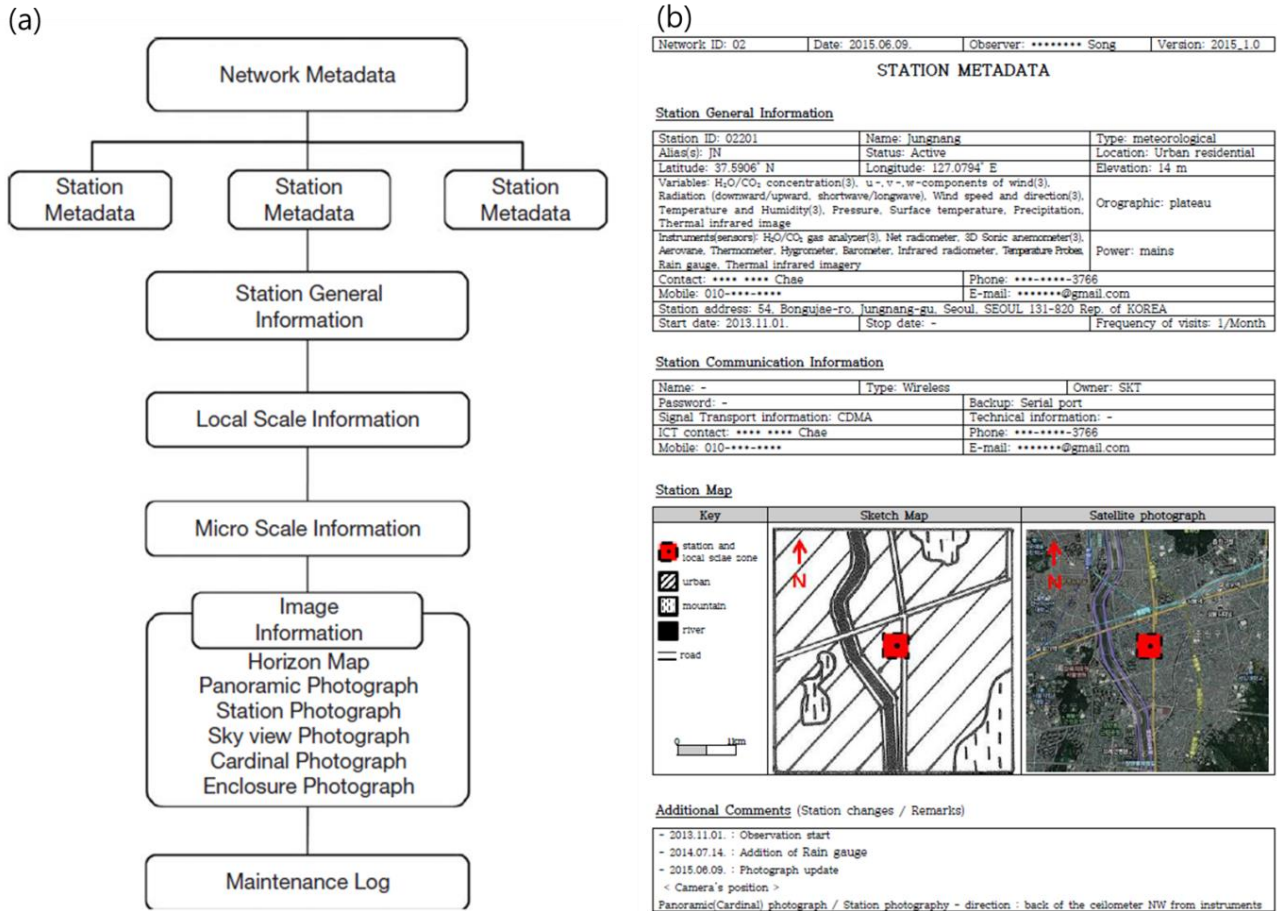 (a)
Network Metadata
Station
Metadata
Station
Metadata
Station
Metadata
Station General
Information
Local Scale Information
Micro Scale Information
Image
Information
Horizon Map
Panoramic Photograph
Station Photograph
Sky view Photograph
Cardinal Photograph
Enclosure Photograph
Maintenance Log
(b)
Network ID: 02 Date: 2015.06.09. Observer: ******** Song Version: 2015_1.0
STATION METADATA
Station General Information
Station ID: 02201 Name: Jungnang Type: meteorological
Alias(s): JN Status: Active Location: Urban residential
Latitude: 37.5906° N Longitude: 127.0794° E Elevation: 14 m
Variables: H₂O/CO₂ concentration(3), u-, v-, w-components of wind(3),
Radiation (downward/upward, shortwave/longwave), Wind speed and direction(3),
Temperature and Humidity(3), Pressure, Surface temperature, Precipitation,
Thermal infrared image
Orographic: plateau
Instruments(sensors): H₂O/CO₂ gas analyzer(3), Net radiometer, 3D Sonic anemometer(3),
Aerovane, Thermometer, Hygrometer, Barometer, Infrared radiometer, Temperature Probes,
Rain gauge, Thermal infrared imagery
Power: mains
Contact: **** **** Chae Phone: ***-****-3766
Mobile: 010-***-**** E-mail: *******@gmail.com
Station address: 54, Bongujae-ro, Jungnang-gu, Seoul, SEOUL 131-820 Rep. of KOREA
Start date: 2013.11.01. Stop date: - Frequency of visits: 1/Month
Station Communication Information
Name: - Type: Wireless Owner: SKT
Password: - Backup: Serial port
Signal Transport information: CDMA Technical information: -
ICT contact: **** **** Chae Phone: ***-****-3766
Mobile: 010-***-**** E-mail: *******@gmail.com
Station Map
Key Sketch Map Satellite photograph
station and
local sclae zone
urban
mountain
river
road
0 1km
N
N
Additional Comments (Station changes / Remarks)
- 2013.11.01. : Observation start
- 2014.07.14. : Addition of Rain gauge
- 2015.06.09. : Photograph update
< Camera's position >
Panoramic(Cardinal) photograph / Station photography - direction : back of the ceilometer NW from instruments